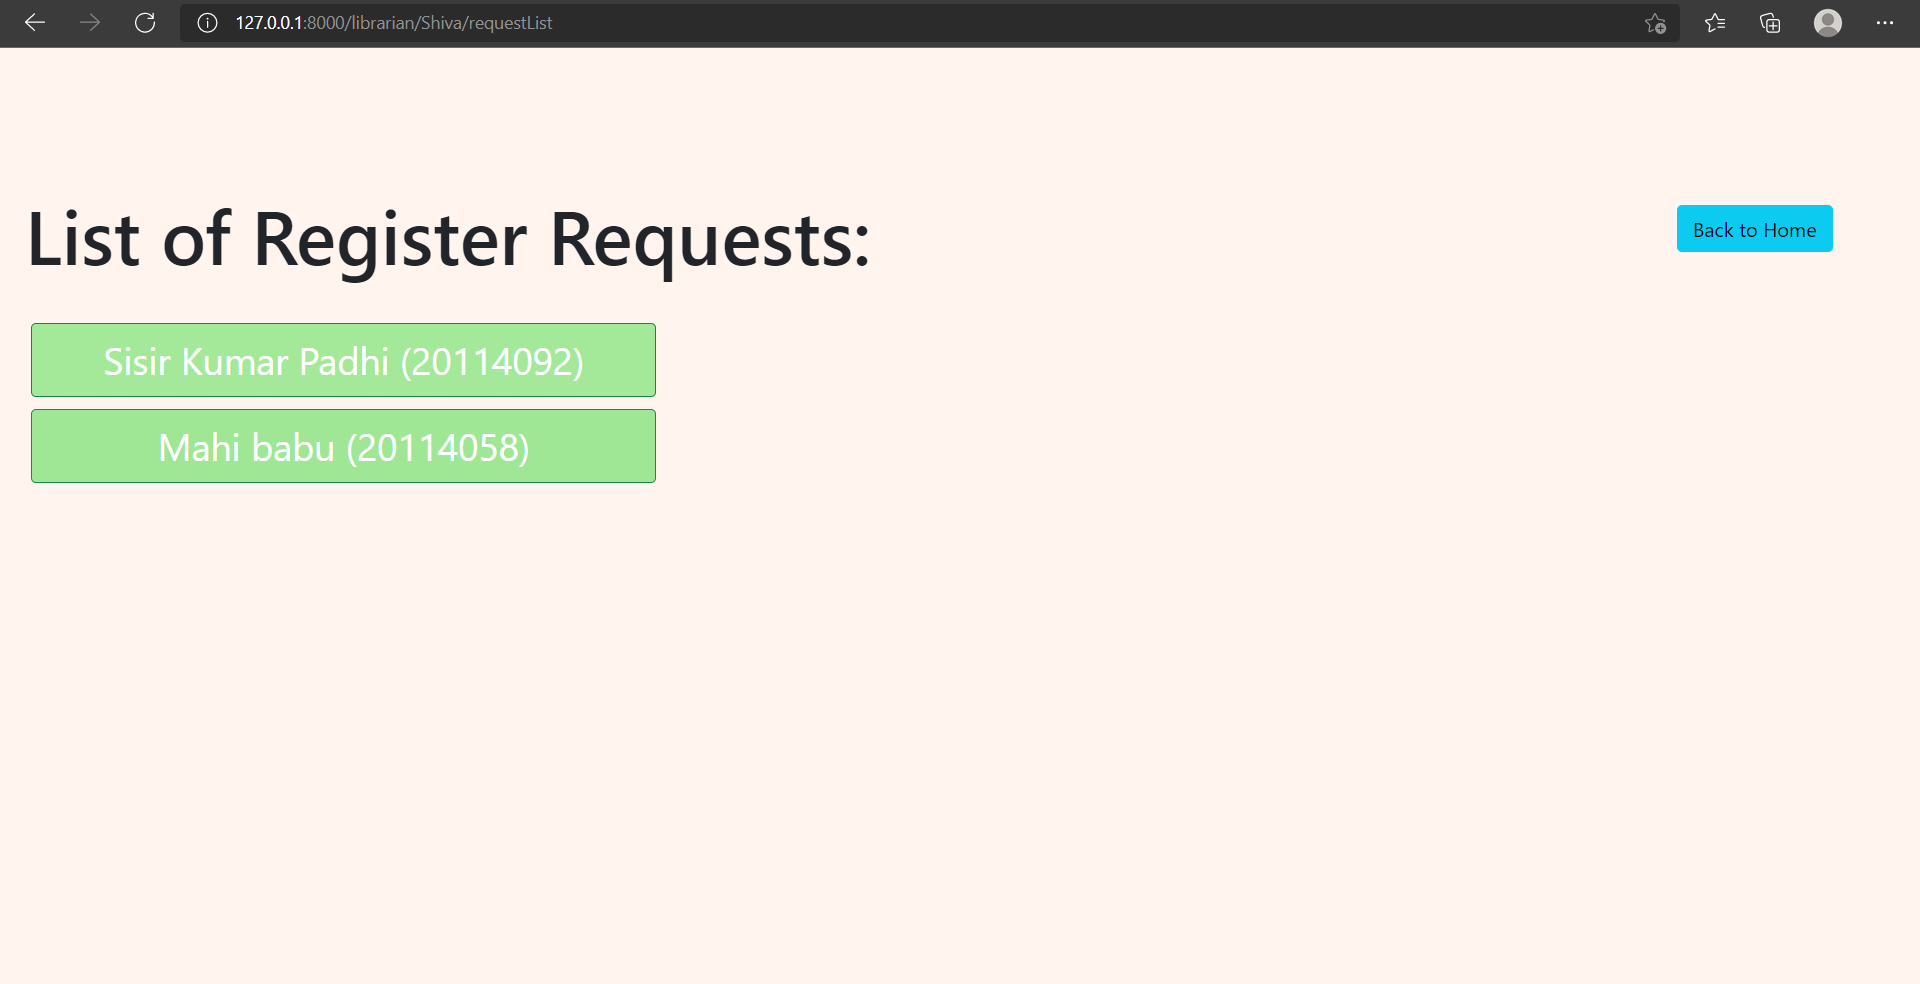 127.0.0.1:8000/librarian/Shiva/requestList
List of Register Requests:
Back to Home
Sisir Kumar Padhi (20114092)
Mahi babu (20114058)